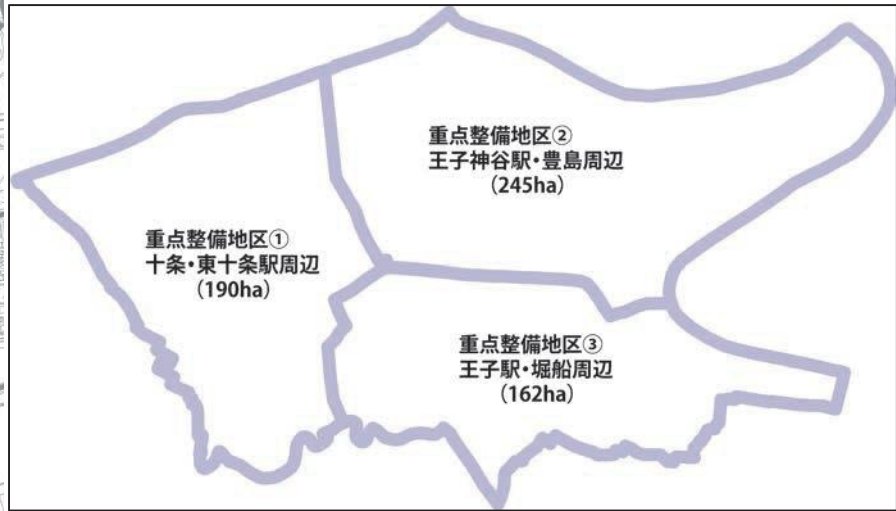 重点整備地区①
十条・東十条駅周辺
（190ha）
重点整備地区②
王子神谷駅・豊島周辺
（245ha）
重点整備地区③
王子駅・堀船周辺
（162ha）